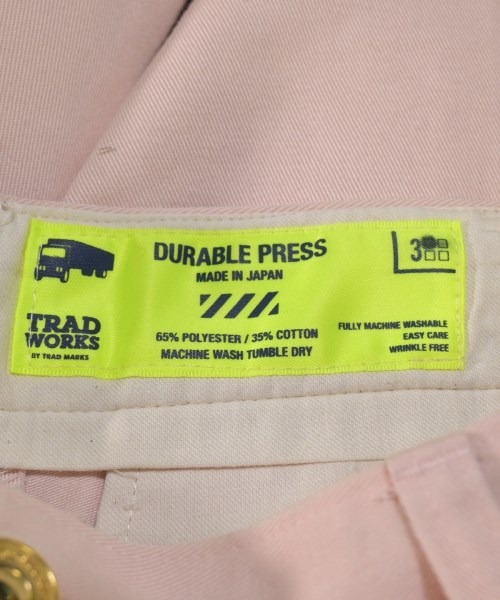 DURABLE PRESS
MADE IN JAPAN
3
TRAD
WORKS
BY TRAD MARKS
65% POLYESTER / 35% COTTON
MACHINE WASH TUMBLE DRY
FULLY MACHINE WASHABLE
EASY CARE
WRINKLE FREE